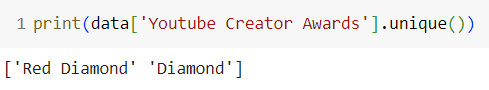 1 print(data['Youtube Creator Awards'].unique())
['Red Diamond' 'Diamond']